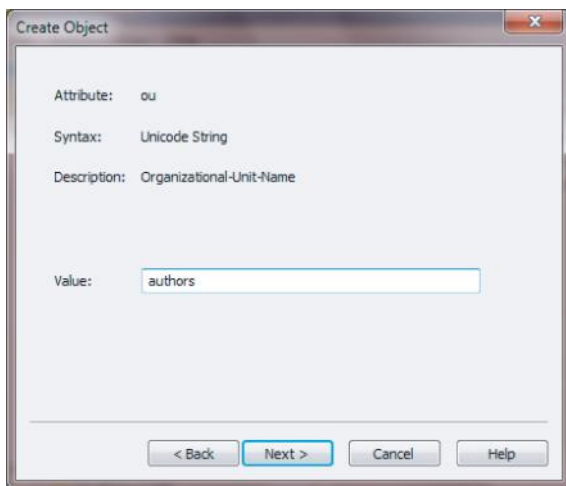 Create Object
Attribute: ou
Syntax: Unicode String
Description: Organizational-Unit-Name
Value: authors
< Back Next > Cancel Help